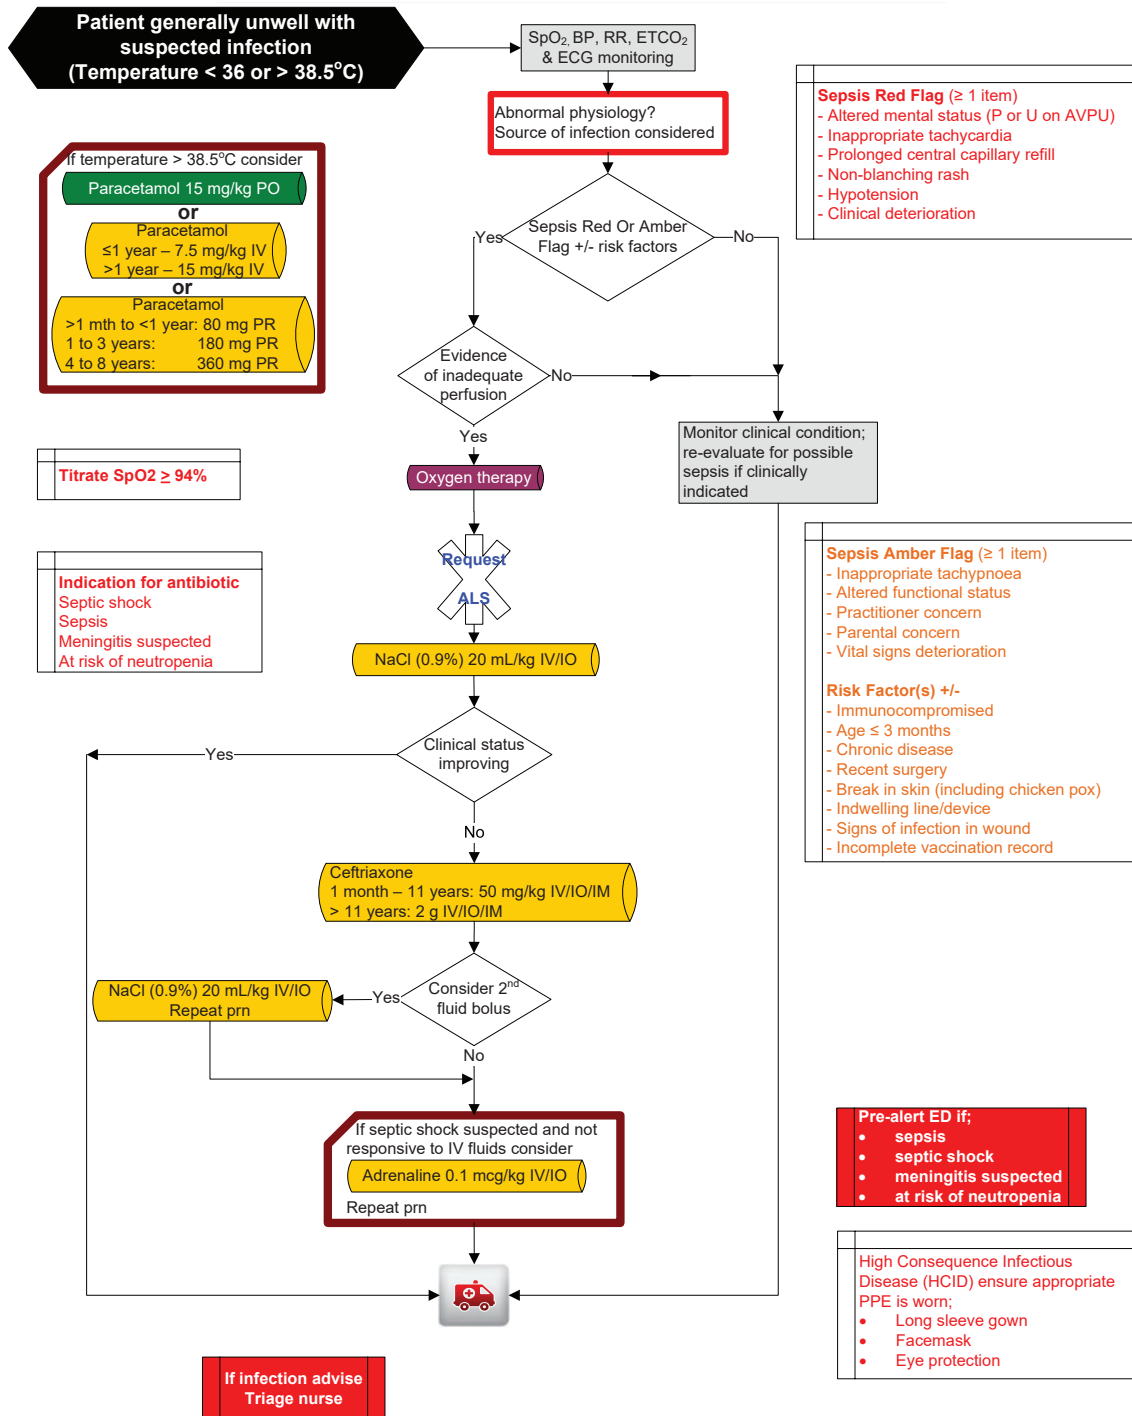 Patient generally unwell with
suspected infection
(Temperature < 36 or > 38.5°C)
SpO2, BP, RR, ETCO2
& ECG monitoring
Abnormal physiology?
Source of infection considered
Sepsis Red Flag (≥ 1 item)
- Altered mental status (P or U on AVPU)
- Inappropriate tachycardia
- Prolonged central capillary refill
- Non-blanching rash
- Hypotension
- Clinical deterioration
If temperature > 38.5°C consider
Paracetamol 15 mg/kg PO
or
Paracetamol
≤1 year – 7.5 mg/kg IV
>1 year – 15 mg/kg IV
or
Paracetamol
>1 mth to <1 year: 80 mg PR
1 to 3 years: 180 mg PR
4 to 8 years: 360 mg PR
Sepsis Red Or Amber
Flag +/- risk factors
Yes
No
Evidence
of inadequate
perfusion
No
Yes
Monitor clinical condition;
re-evaluate for possible
sepsis if clinically
indicated
Titrate SpO2 ≥ 94%
Oxygen therapy
Request
ALS
Indication for antibiotic
Septic shock
Sepsis
Meningitis suspected
At risk of neutropenia
Sepsis Amber Flag (≥ 1 item)
- Inappropriate tachypnoea
- Altered functional status
- Practitioner concern
- Parental concern
- Vital signs deterioration
Risk Factor(s) +/-
- Immunocompromised
- Age ≤ 3 months
- Chronic disease
- Recent surgery
- Break in skin (including chicken pox)
- Indwelling line/device
- Signs of infection in wound
- Incomplete vaccination record
NaCl (0.9%) 20 mL/kg IV/IO
Clinical status
improving
Yes
No
Ceftriaxone
1 month – 11 years: 50 mg/kg IV/IO/IM
> 11 years: 2 g IV/IO/IM
Consider 2nd
fluid bolus
Yes
NaCl (0.9%) 20 mL/kg IV/IO
Repeat prn
No
If septic shock suspected and not
responsive to IV fluids consider
Adrenaline 0.1 mcg/kg IV/IO
Repeat prn
Pre-alert ED if;
• sepsis
• septic shock
• meningitis suspected
• at risk of neutropenia
High Consequence Infectious
Disease (HCID) ensure appropriate
PPE is worn;
• Long sleeve gown
• Facemask
• Eye protection
If infection advise
Triage nurse